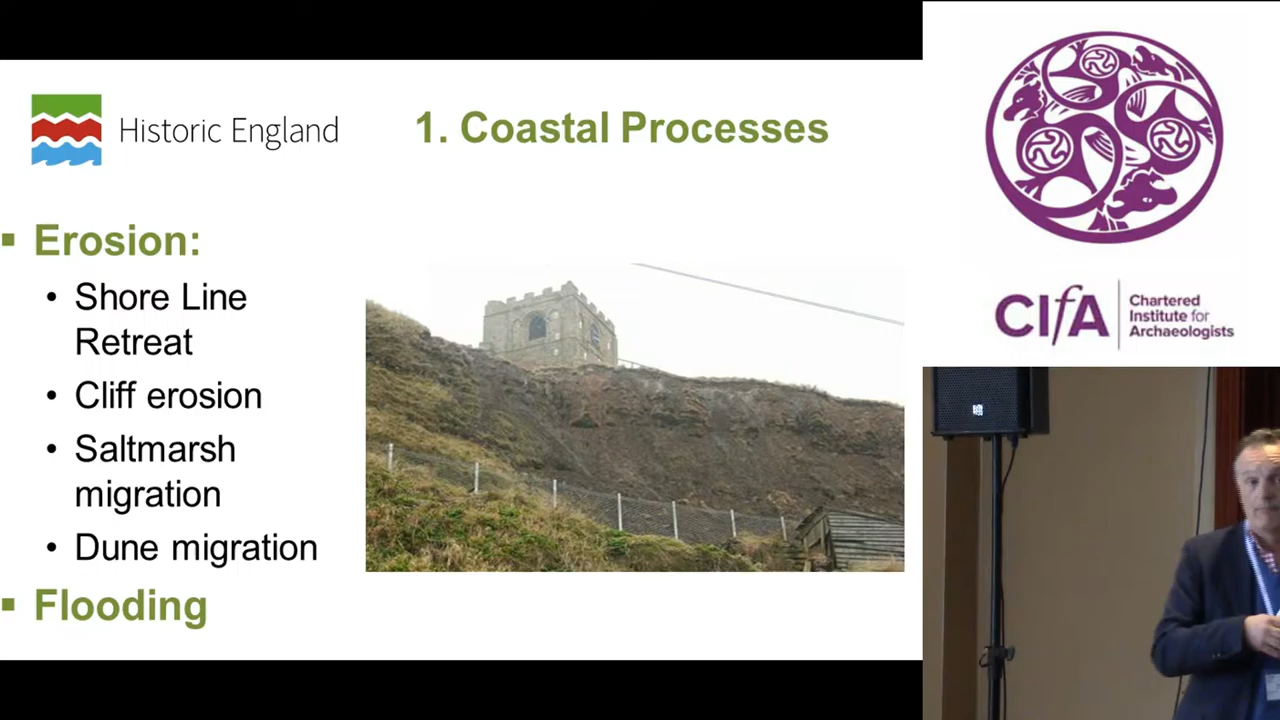 Historic England
1. Coastal Processes
▪ Erosion:
• Shore Line
Retreat
• Cliff erosion
• Saltmarsh
migration
• Dune migration
▪ Flooding
CIfA
Chartered
Institute for
Archaeologists